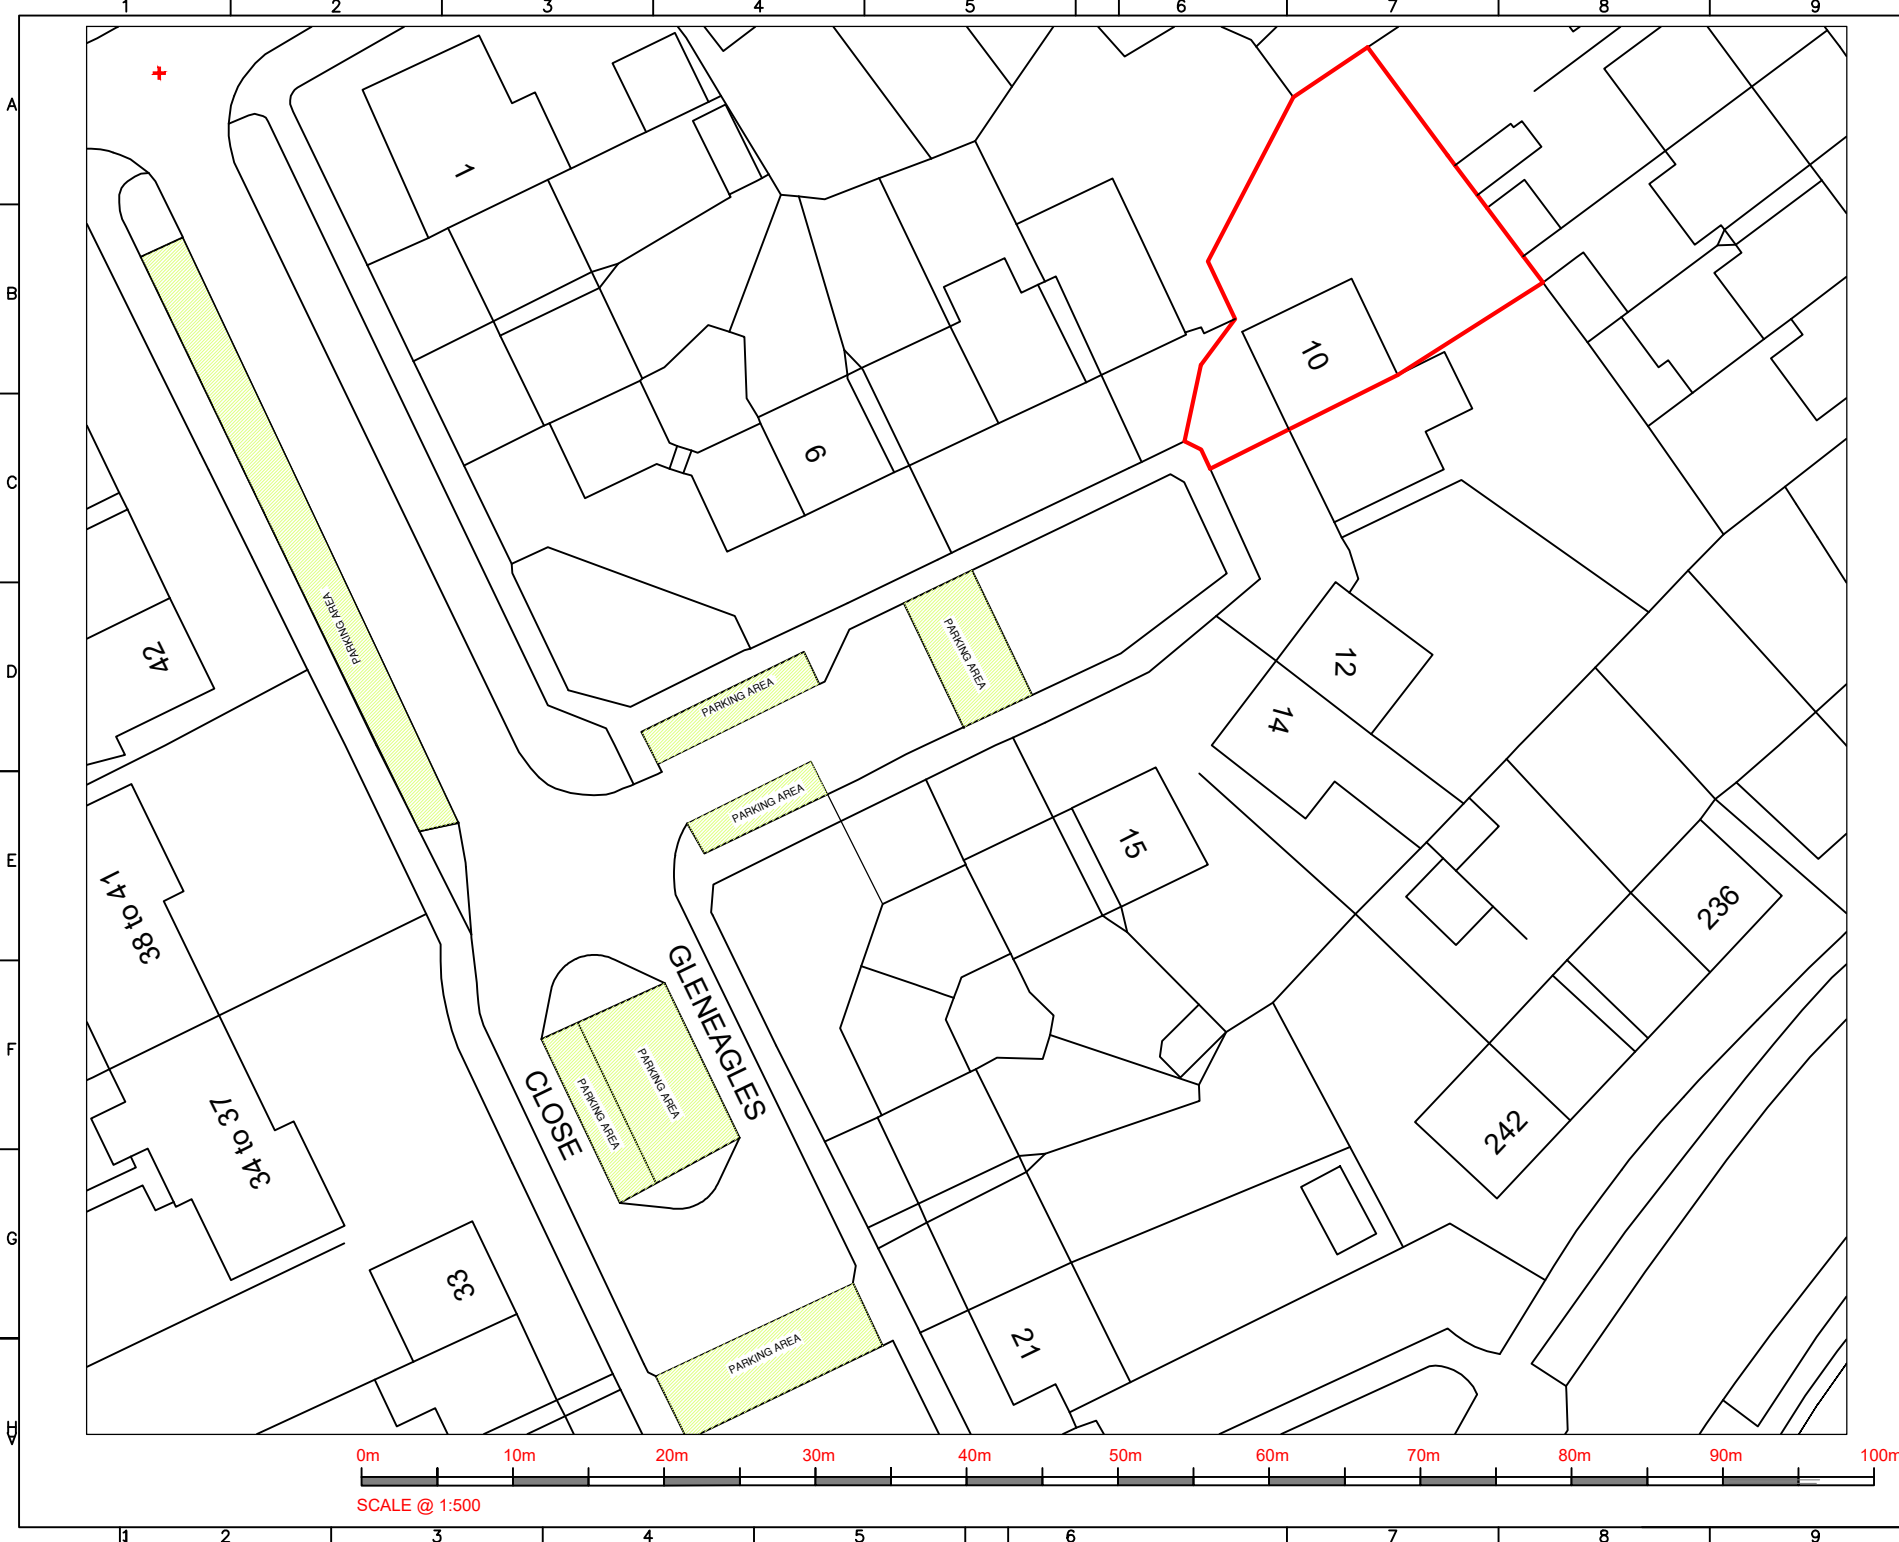 1 2 3 4 5 6 7 8 9
A
B
C
D
E
F
G
H
1
10
6
42
12
14
15
38 to 41
236
34 to 37
242
33
21
PARKING AREA
PARKING AREA
PARKING AREA
PARKING AREA
PARKING AREA
PARKING AREA
PARKING AREA
GLENEAGLES
CLOSE
0m 10m 20m 30m 40m 50m 60m 70m 80m 90m 100m
SCALE @ 1:500
1 2 3 4 5 6 7 8 9